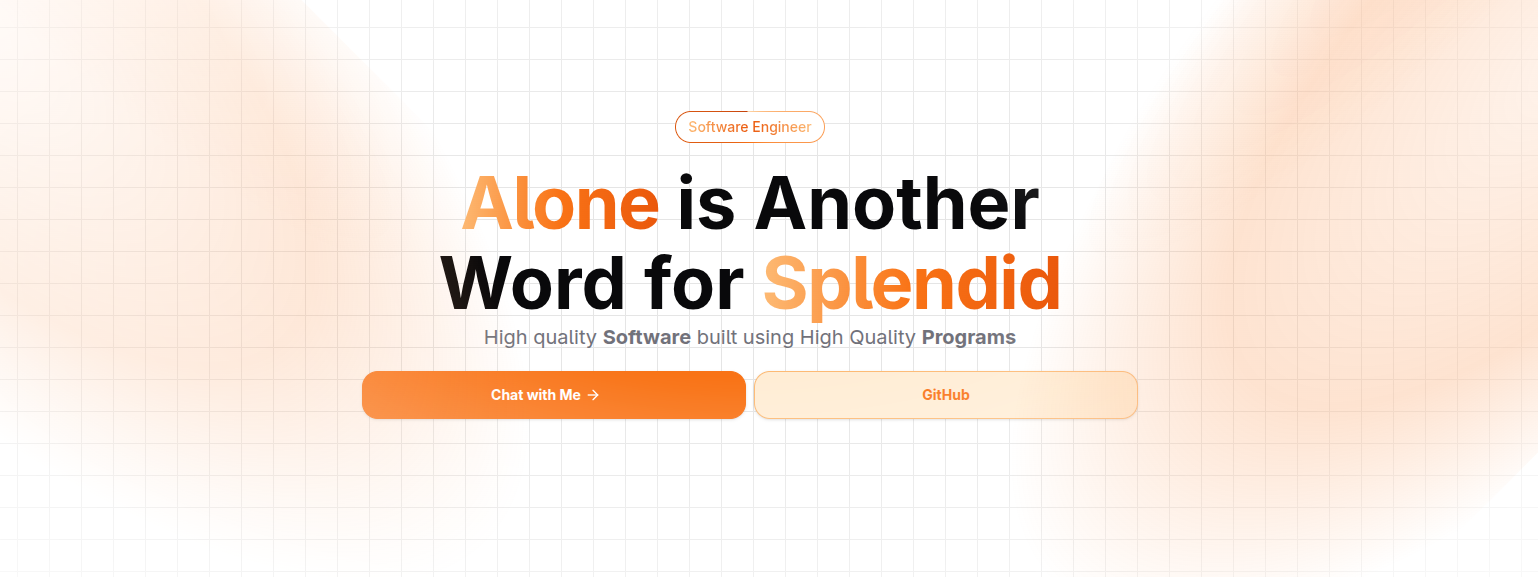 Software Engineer
Alone is Another
Word for Splendid
High quality Software built using High Quality Programs
Chat with Me →
GitHub